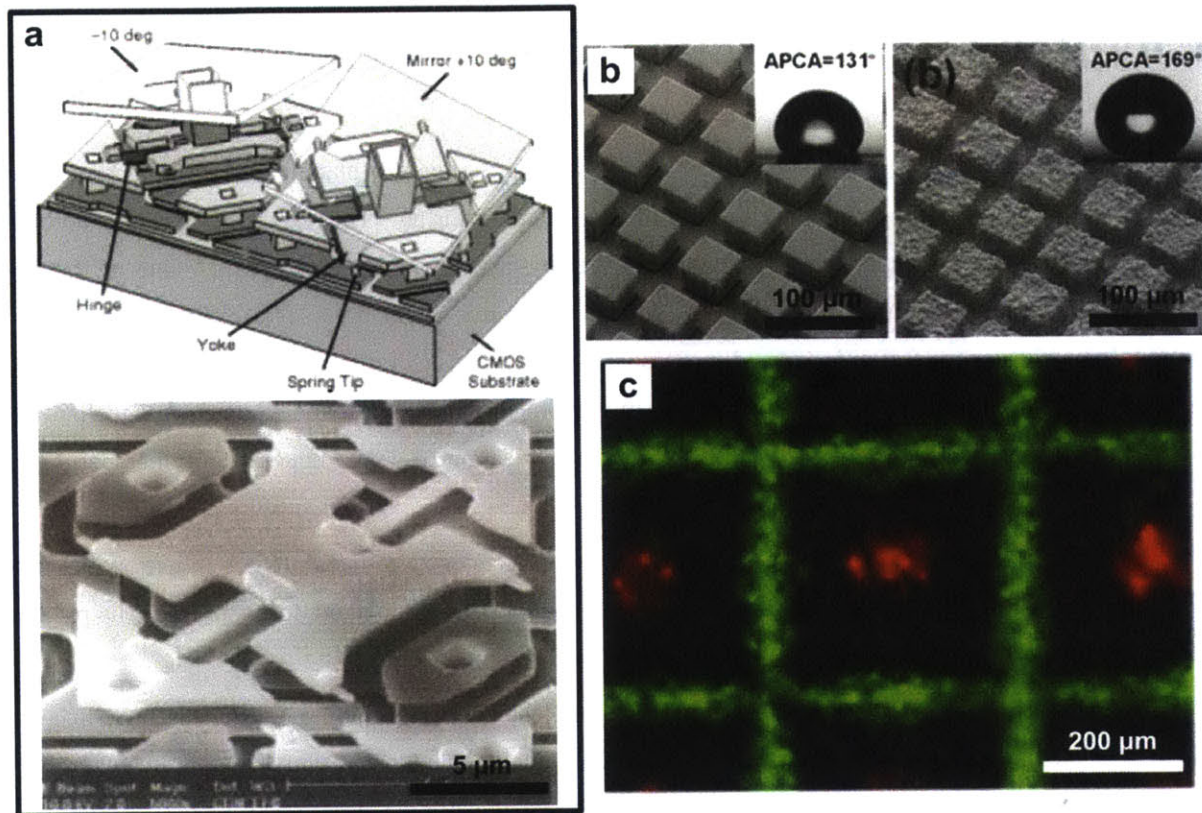 a
-10 deg
Mirror +10 deg
Hinge
Yoke
Spring Tip
CMOS
Substrate
5 µm
b
APCA=131°
100 µm
(b)
APCA=169°
100 µm
c
200 µm